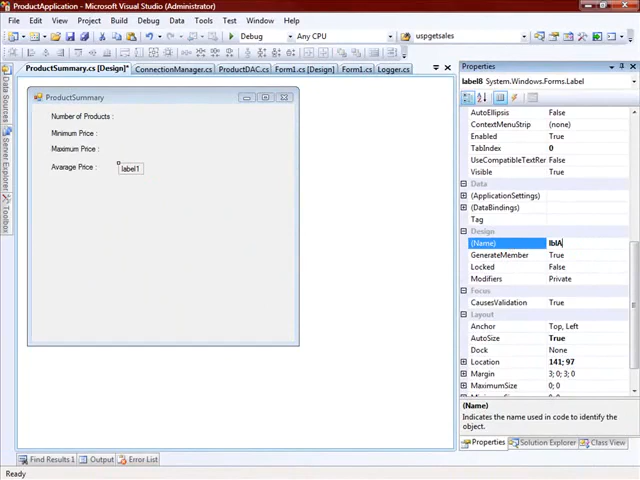 ProductApplication - Microsoft Visual Studio (Administrator)
File Edit View Project Build Debug Data Tools Test Window Help
Debug Any CPU uspgetsales
ProductSummary.cs [Design]* ConnectionManager.cs ProductDAC.cs Form1.cs [Design] Form1.cs Logger.cs
Data Sources
Server Explorer
Toolbox
ProductSummary
Number of Products :
Minimum Price :
Maximum Price :
Avarage Price :
label1
Properties
label8 System.Windows.Forms.Label
AutoEllipsis False
ContextMenuStrip (none)
Enabled True
TabIndex 0
UseCompatibleTextRer False
Visible True
Data
(ApplicationSettings)
(DataBindings)
Tag
Design
(Name) lblA
GenerateMember True
Locked False
Modifiers Private
Focus
CausesValidation True
Layout
Anchor Top, Left
AutoSize True
Dock None
Location 141; 97
Margin 3; 0; 3; 0
MaximumSize 0; 0
(Name)
Indicates the name used in code to identify the
object.
Properties Solution Explorer Class View
Find Results 1 Output Error List
Ready